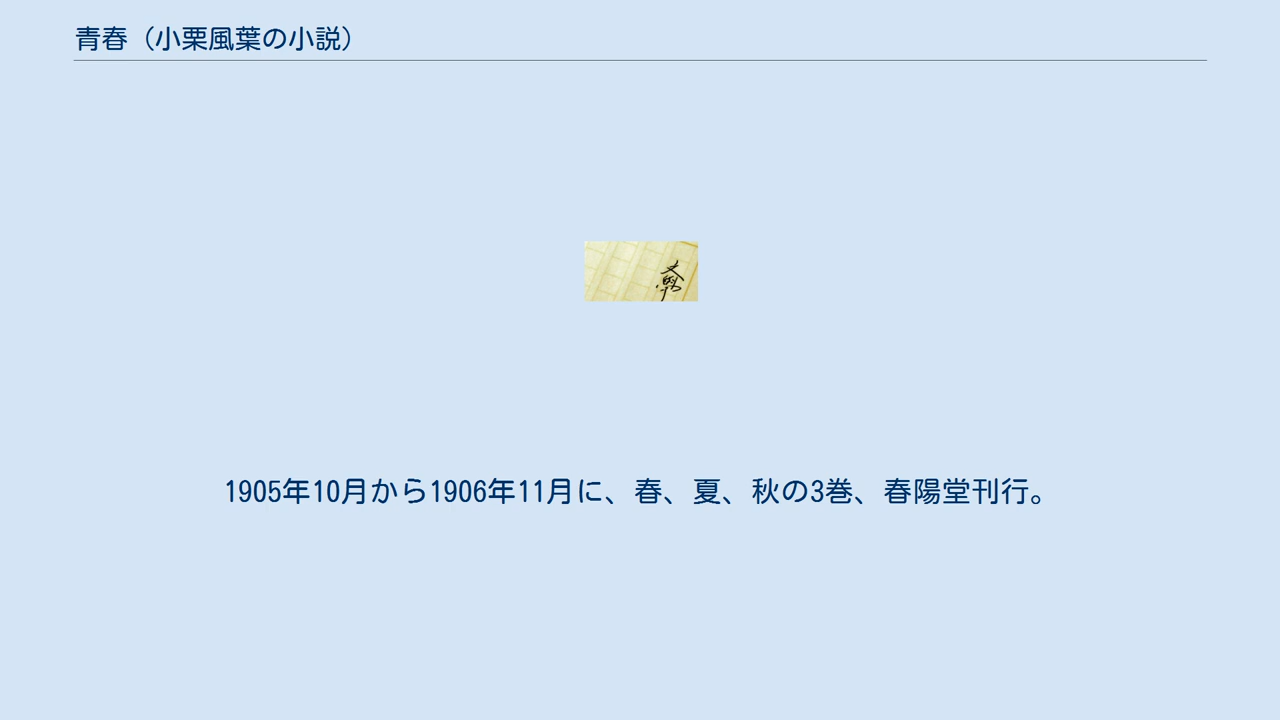 青春（小栗風葉の小説）
1905年10月から1906年11月に、春、夏、秋の3巻、春陽堂刊行。